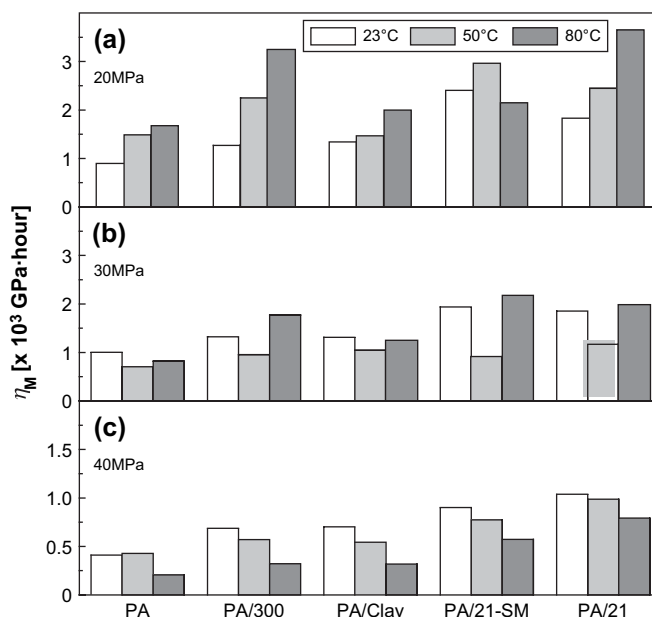 (a)
23°C 50°C 80°C
20MPa
3
2
1
0
(b)
30MPa
3
2
1
0
ηM [x 10³ GPa·hour]
(c)
40MPa
1.5
1.0
0.5
0.0
PA PA/300 PA/Clav PA/21-SM PA/21